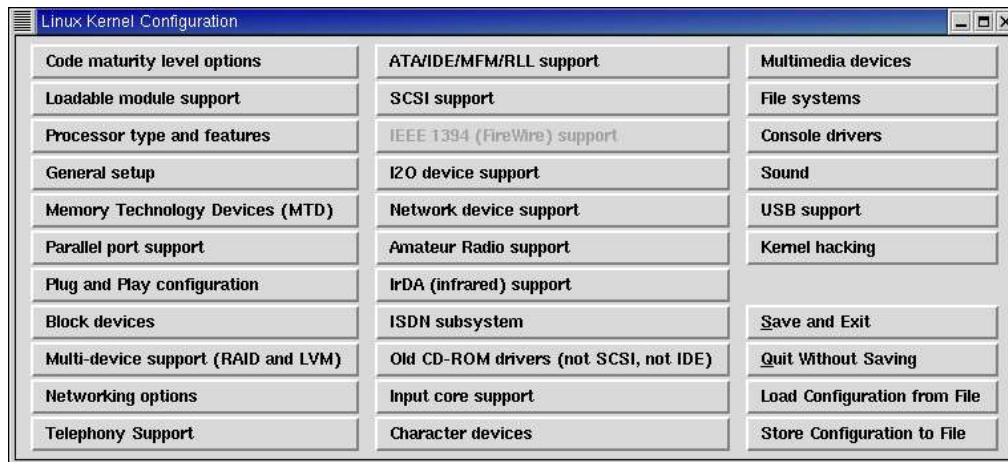 Linux Kernel Configuration
Code maturity level options
Loadable module support
Processor type and features
General setup
Memory Technology Devices (MTD)
Parallel port support
Plug and Play configuration
Block devices
Multi-device support (RAID and LVM)
Networking options
Telephony Support
ATA/IDE/MFM/RLL support
SCSI support
IEEE 1394 (FireWire) support
I2O device support
Network device support
Amateur Radio support
IrDA (infrared) support
ISDN subsystem
Old CD-ROM drivers (not SCSI, not IDE)
Input core support
Character devices
Multimedia devices
File systems
Console drivers
Sound
USB support
Kernel hacking
Save and Exit
Quit Without Saving
Load Configuration from File
Store Configuration to File